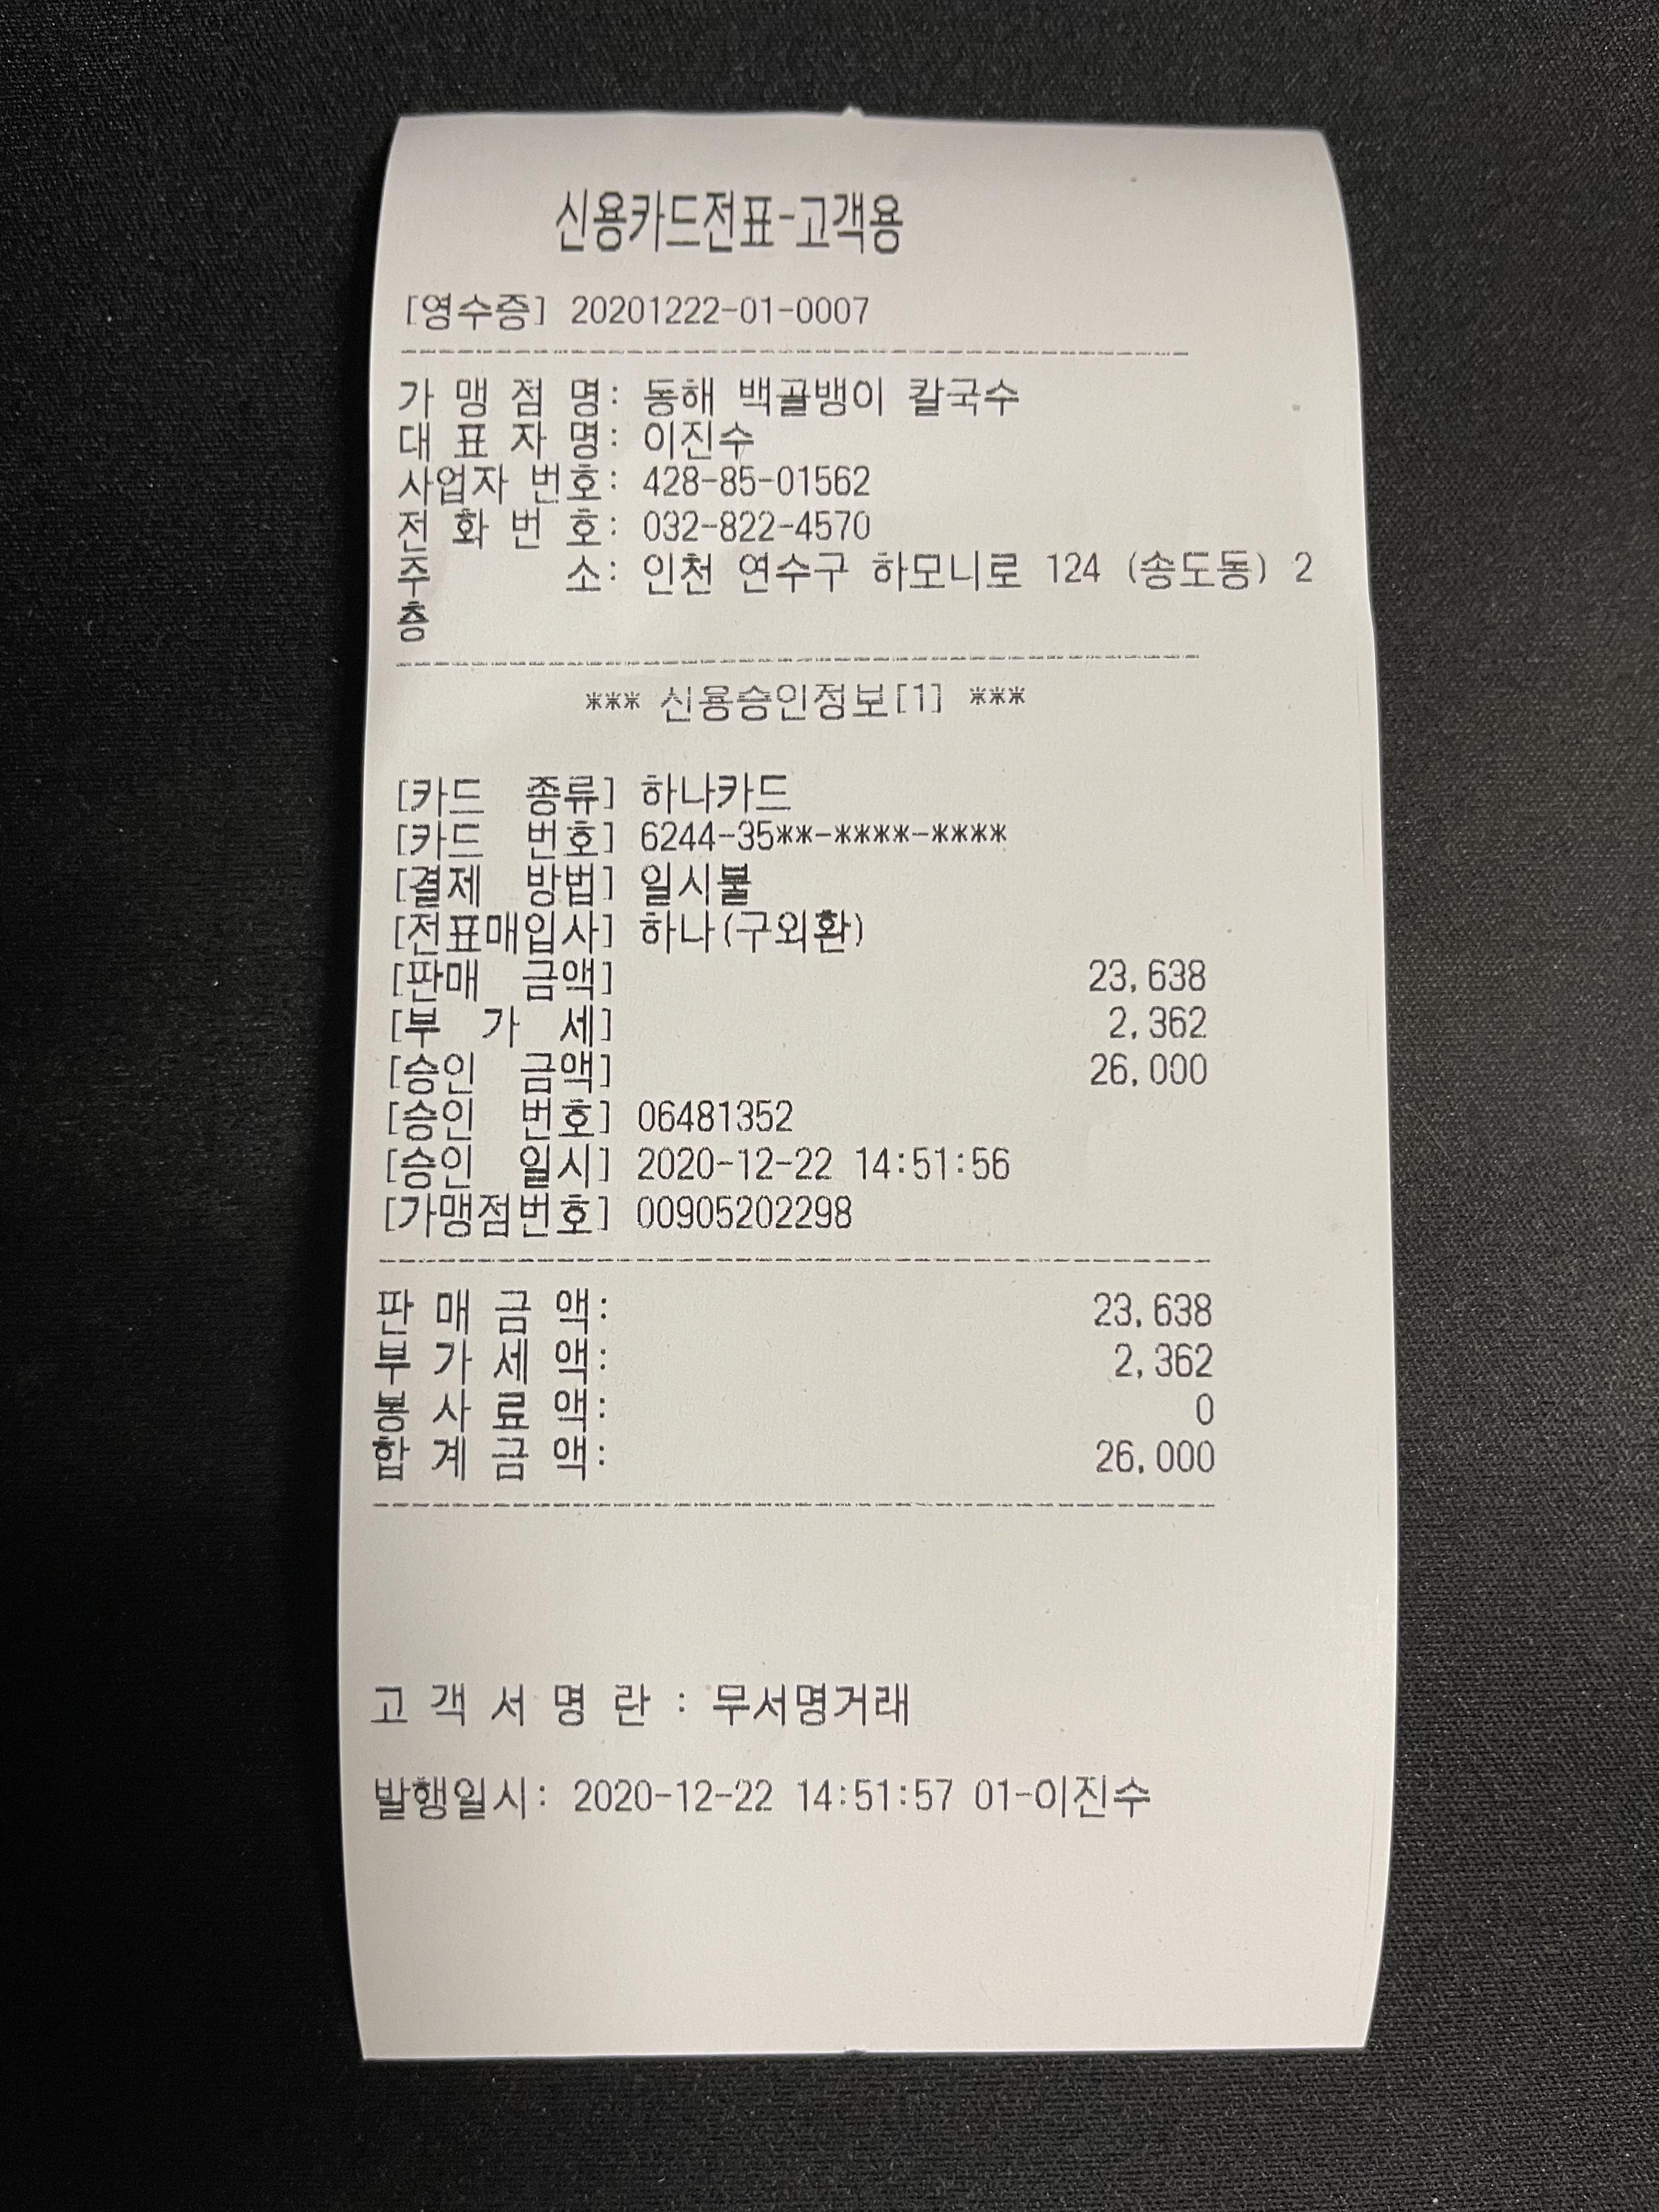 신용카드전표-고객용
[영수증] 20201222-01-0007
가 맹 점 명: 동해 백골뱅이 칼국수
대 표 자 명: 이진수
사업자 번호: 428-85-01562
전 화 번 호: 032-822-4570
주 소: 인천 연수구 하모니로 124 (송도동) 2
층
*** 신용승인정보[1] ***
[카드 종류] 하나카드
[카드 번호] 6244-35**-****-****
[결제 방법] 일시불
[전표매입사] 하나(구외환)
[판매 금액] 23,638
[부 가 세] 2,362
[승인 금액] 26,000
[승인 번호] 06481352
[승인 일시] 2020-12-22 14:51:56
[가맹점번호] 00905202298
판 매 금 액: 23,638
부 가 세 액: 2,362
봉 사 료 액: 0
합 계 금 액: 26,000
고 객 서 명 란 : 무서명거래
발행일시: 2020-12-22 14:51:57 01-이진수